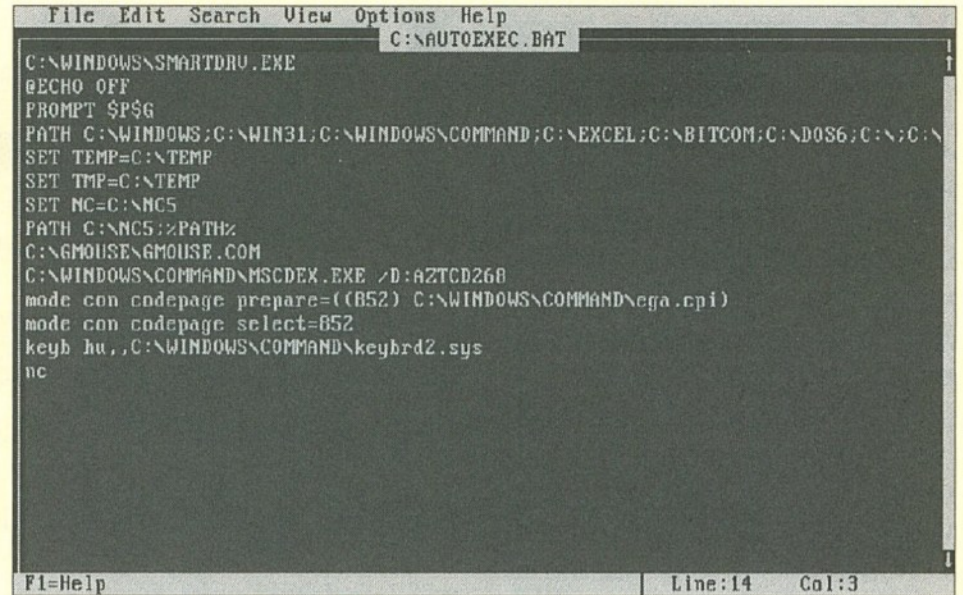 File Edit Search View Options Help
C:\AUTOEXEC.BAT
C:\WINDOWS\SMARTDRV.EXE
@ECHO OFF
PROMPT $P$G
PATH C:\WINDOWS;C:\WIN31;C:\WINDOWS\COMMAND;C:\EXCEL;C:\BITCOM;C:\DOS6;C:\;C:\
SET TEMP=C:\TEMP
SET TMP=C:\TEMP
SET NC=C:\NC5
PATH C:\NC5;%PATH%
C:\GMOUSE\GMOUSE.COM
C:\WINDOWS\COMMAND\MSCDEX.EXE /D:AZTCD268
mode con codepage prepare=((852) C:\WINDOWS\COMMAND\ega.cpi)
mode con codepage select=852
keyb hu,,C:\WINDOWS\COMMAND\keybrd2.sys
nc
F1=Help Line:14 Col:3